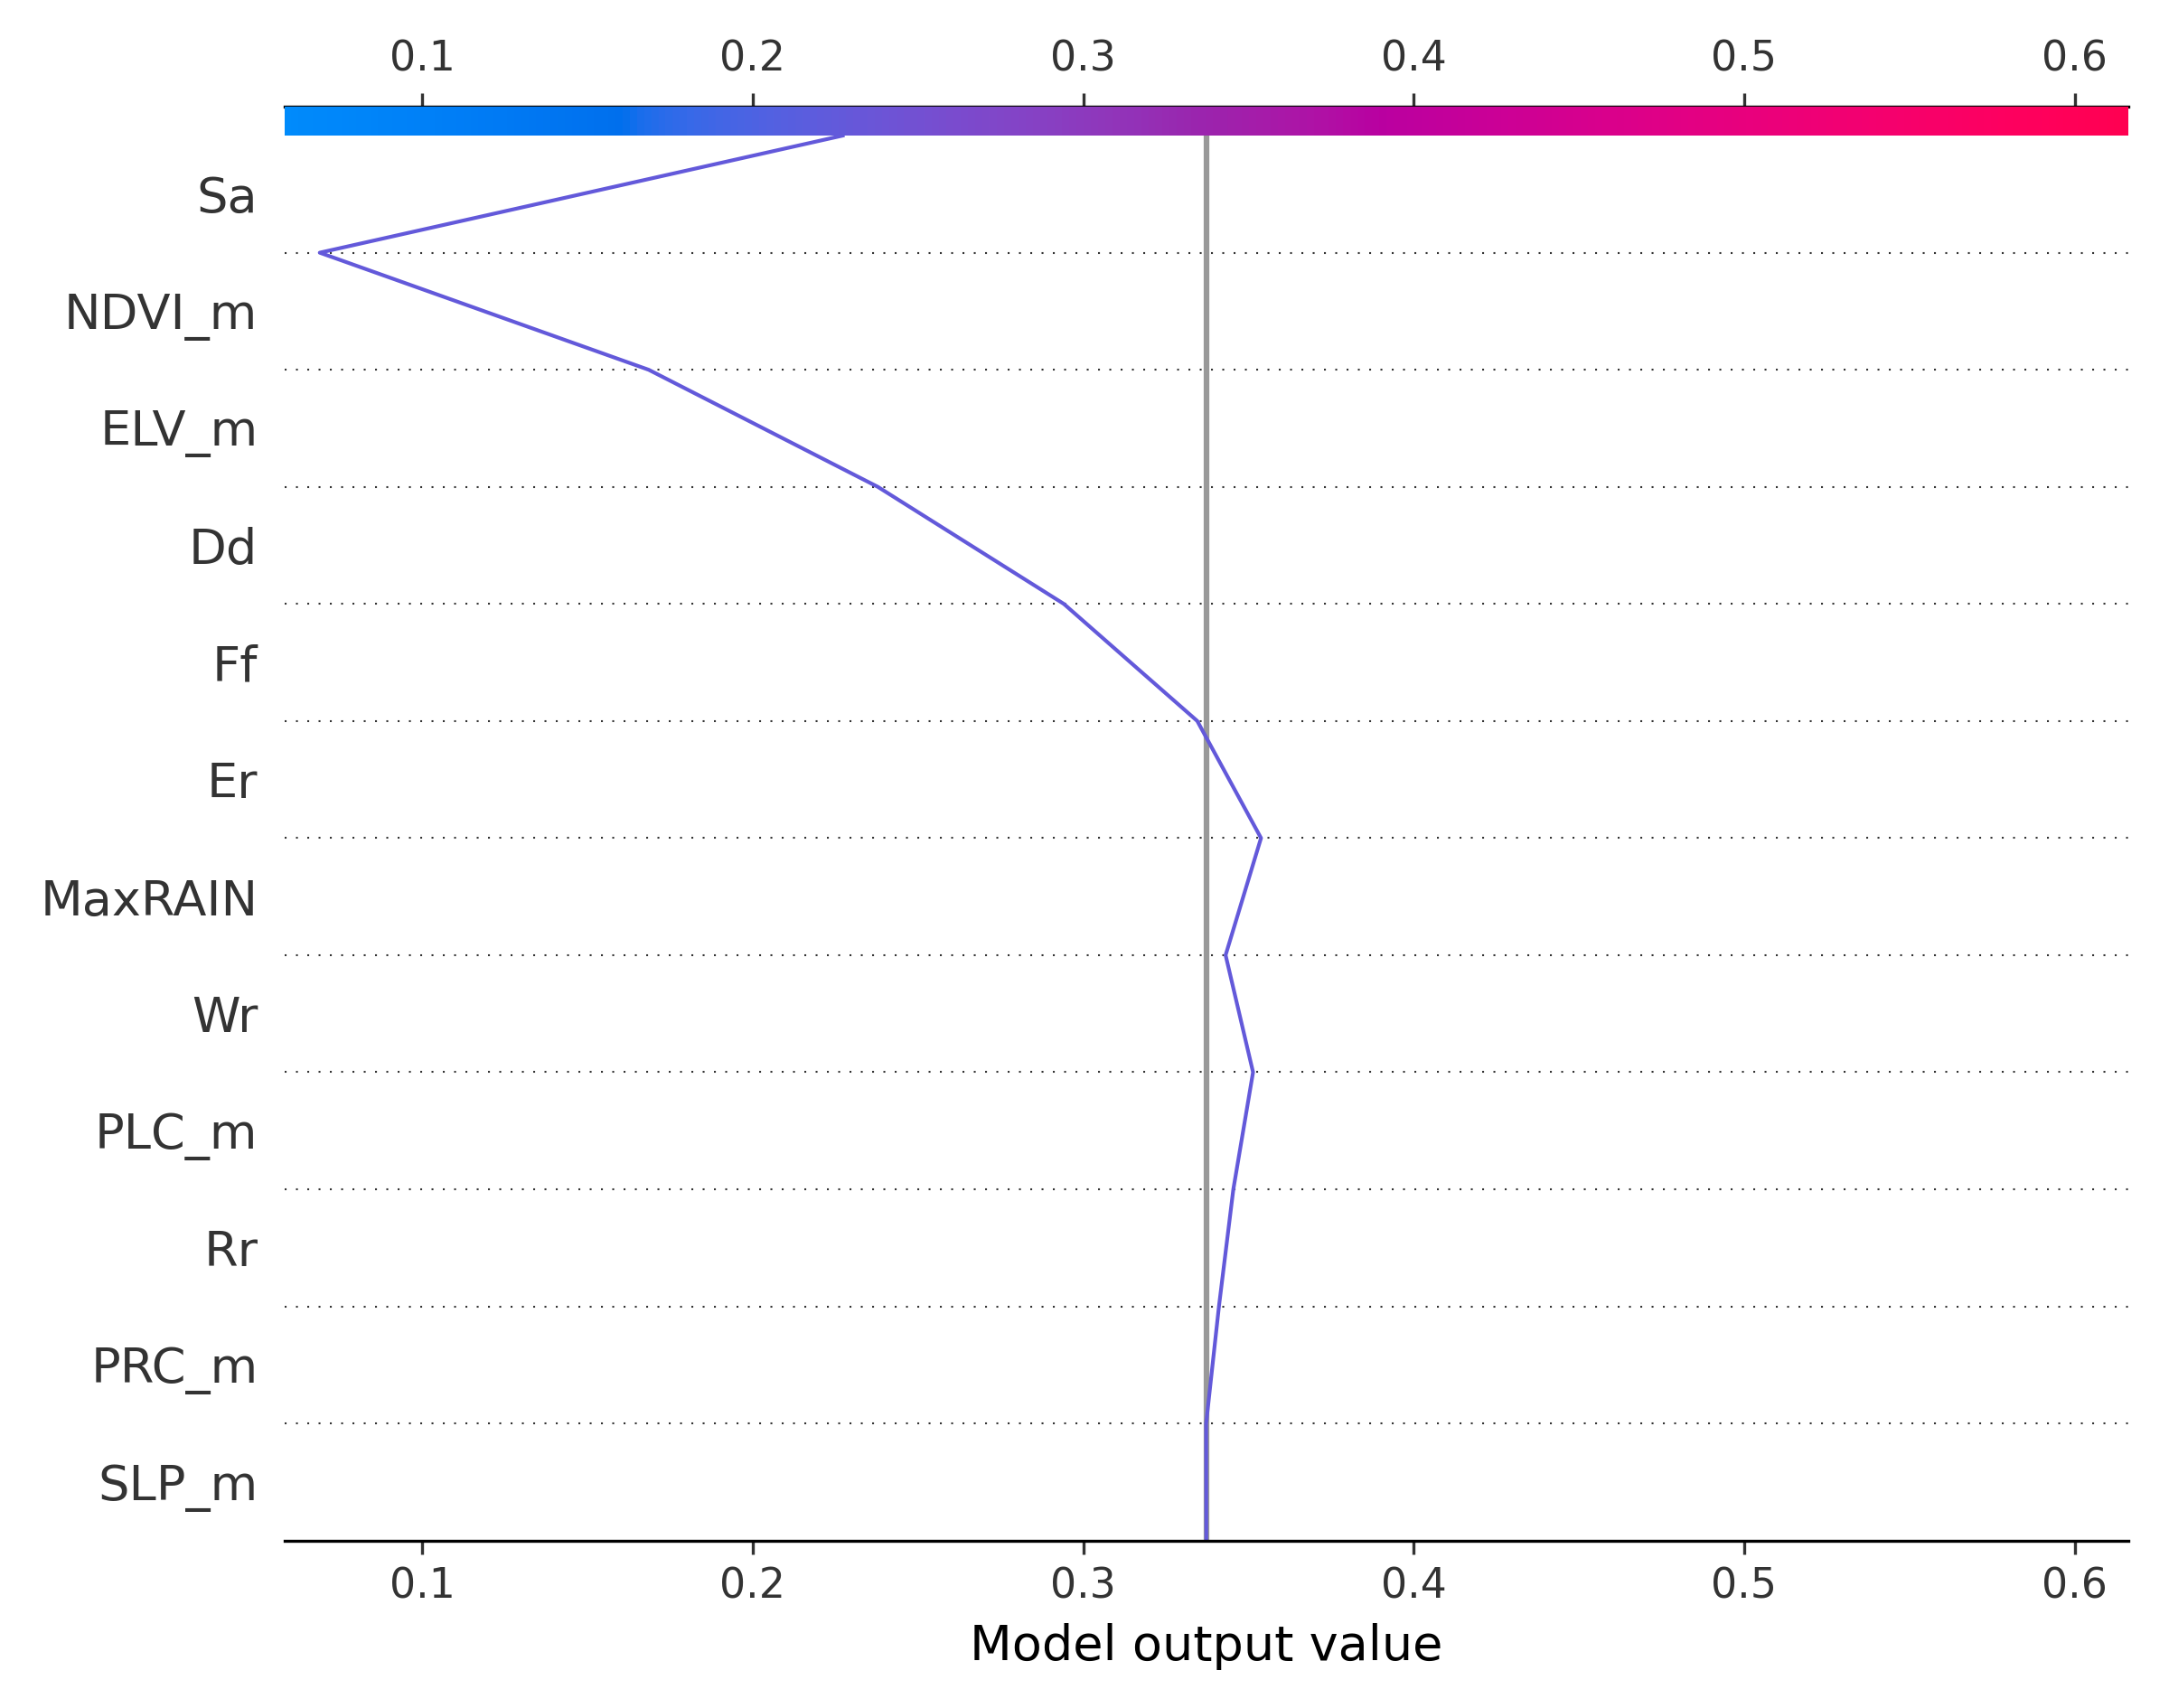 0.1 0.2 0.3 0.4 0.5 0.6
Sa
NDVI_m
ELV_m
Dd
Ff
Er
MaxRAIN
Wr
PLC_m
Rr
PRC_m
SLP_m
0.1 0.2 0.3 0.4 0.5 0.6
Model output value